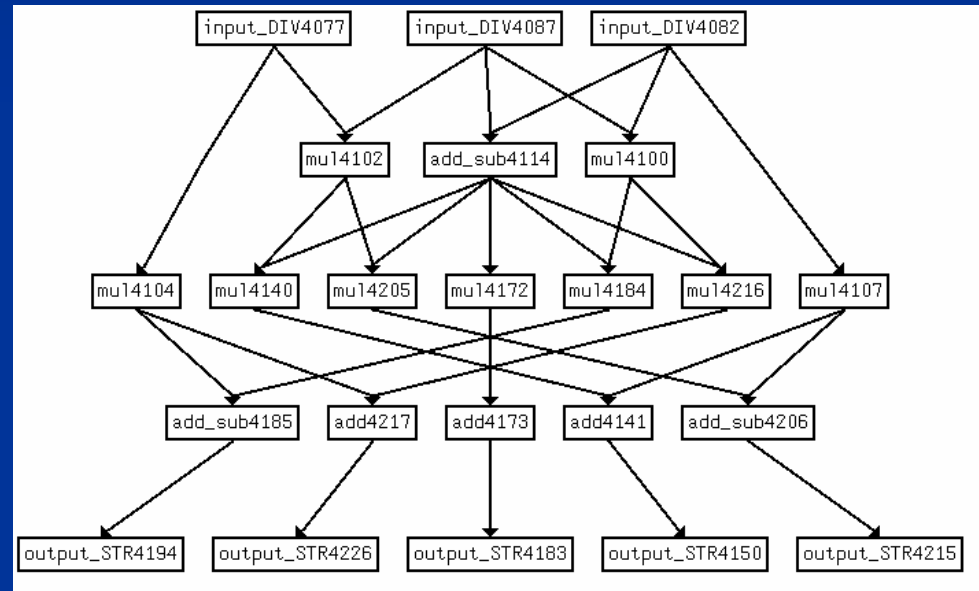 input_DIV4077 input_DIV4087 input_DIV4082
mul4102 add_sub4114 mul4100
mul4104 mul4140 mul4205 mul4172 mul4184 mul4216 mul4107
add_sub4185 add4217 add4173 add4141 add_sub4206
output_STR4194 output_STR4226 output_STR4183 output_STR4150 output_STR4215